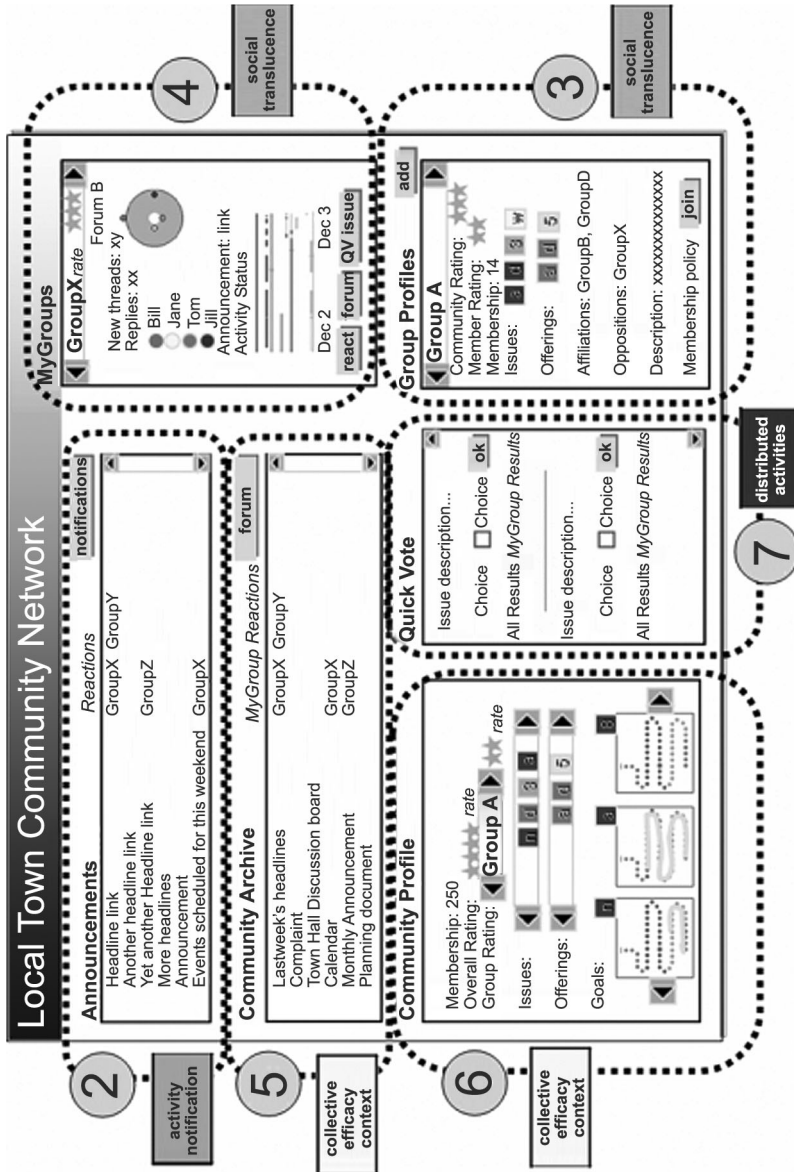 Local Town Community Network
2
activity
notification
Announcements
Reactions
notifications
Headline link
GroupX GroupY
Another headline link
Yet another Headline link
GroupZ
More headlines
Announcement
Events scheduled for this weekend
GroupX
5
collective
efficacy
context
Community Archive
MyGroup Reactions
forum
Lastweek's headlines
GroupX GroupY
Complaint
Town Hall Discussion board
Calendar
GroupX
Monthly Announcement
GroupZ
Planning document
MyGroups
GroupX rate
Forum B
New threads: xy
Replies: xx
Bill
Jane
Tom
Jill
Announcement: link
Activity Status
Dec 2
Dec 3
react
forum
QV issue
4
social
translucence
6
collective
efficacy
context
Community Profile
Membership: 250
Overall Rating:
rate
Group Rating:
Group A
rate
Issues:
n d 8 a
Offerings:
a d 5
Goals:
n
a
8
Quick Vote
Issue description...
Choice
Choice
ok
All Results MyGroup Results
Issue description...
Choice
Choice
ok
All Results MyGroup Results
7
distributed
activities
Group Profiles
add
Group A
Community Rating:
Member Rating:
Membership: 14
Issues:
a d 8 w
Offerings:
a d 5
Affiliations: GroupB, GroupD
Oppositions: GroupX
Description: xxxxxxxxxxxxxxx
Membership policy
join
3
social
translucence